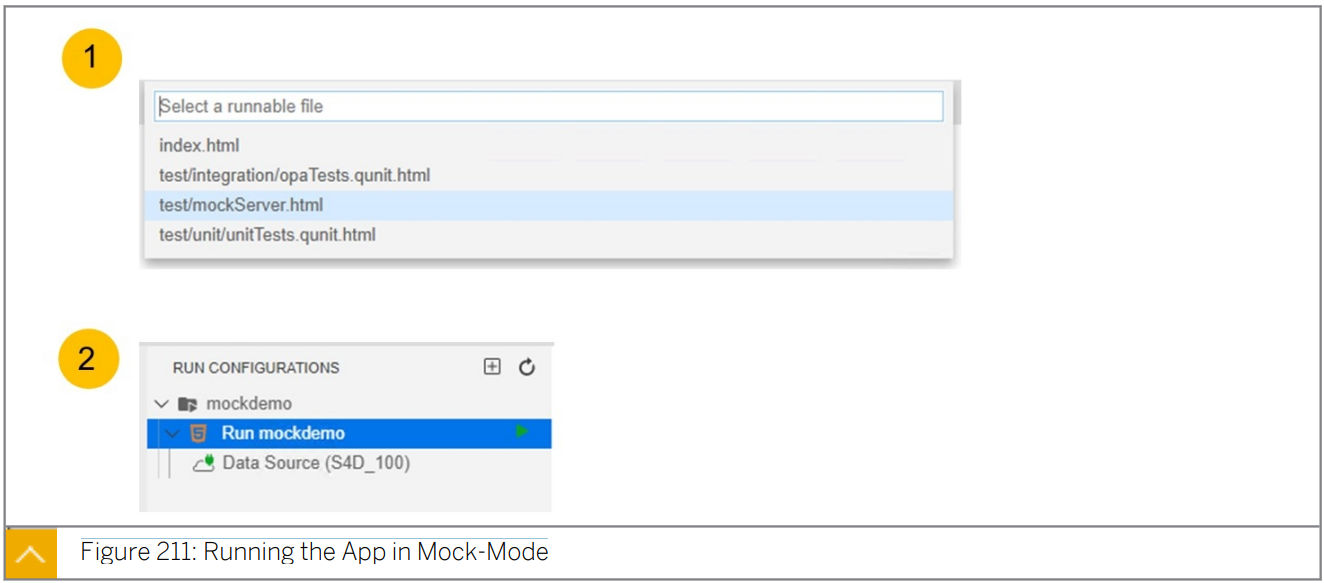 1
Select a runnable file
index.html
test/integration/opaTests.qunit.html
test/mockServer.html
test/unit/unitTests.qunit.html
2
RUN CONFIGURATIONS
mockdemo
Run mockdemo
Data Source (S4D_100)
Figure 211: Running the App in Mock-Mode